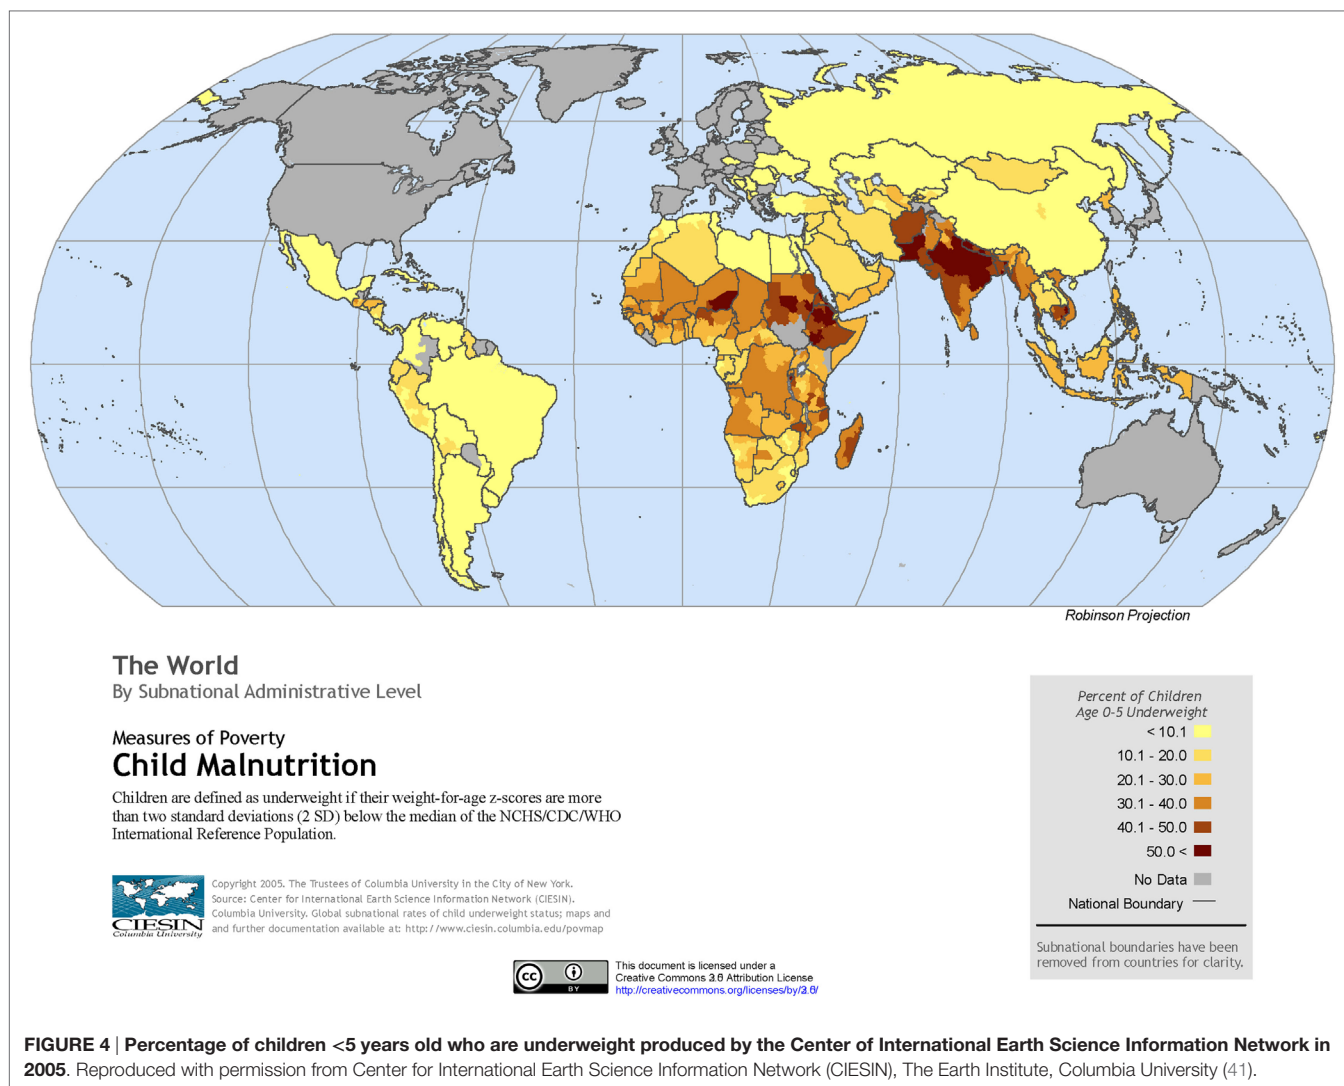 Robinson Projection
The World
By Subnational Administrative Level
Measures of Poverty
Child Malnutrition
Children are defined as underweight if their weight-for-age z-scores are more
than two standard deviations (2 SD) below the median of the NCHS/CDC/WHO
International Reference Population.
CIESIN
Columbia University
Copyright 2005. The Trustees of Columbia University in the City of New York.
Source: Center for International Earth Science Information Network (CIESIN).
Columbia University. Global subnational rates of child underweight status; maps and
and further documentation available at: http://www.ciesin.columbia.edu/povmap
Percent of Children
Age 0-5 Underweight
< 10.1
10.1 - 20.0
20.1 - 30.0
30.1 - 40.0
40.1 - 50.0
50.0 <
No Data
National Boundary
Subnational boundaries have been
removed from countries for clarity.
cc
BY
This document is licensed under a
Creative Commons Attribution License
http://creativecommons.org/licenses/by/
FIGURE 4 | Percentage of children <5 years old who are underweight produced by the Center of International Earth Science Information Network in
2005. Reproduced with permission from Center for International Earth Science Information Network (CIESIN), The Earth Institute, Columbia University (41).